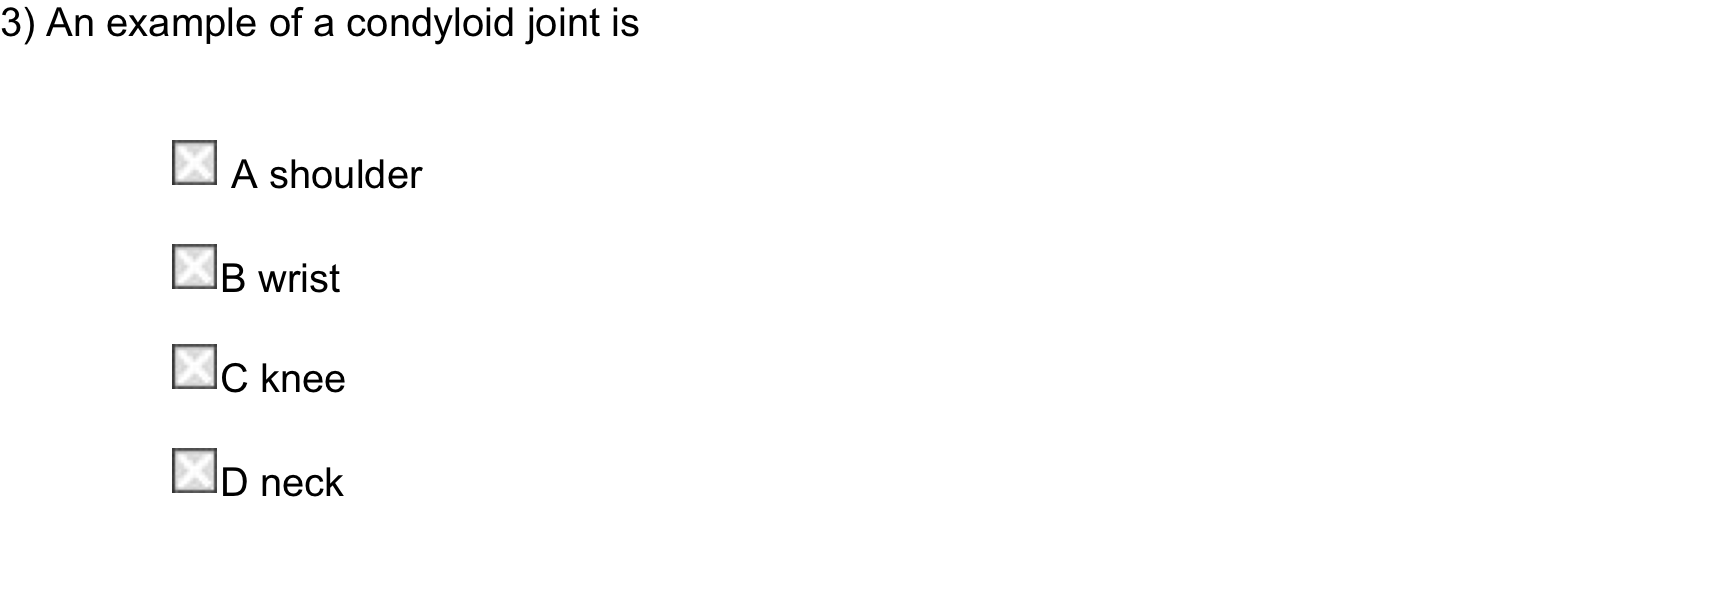 3) An example of a condyloid joint is
A shoulder
B wrist
C knee
D neck